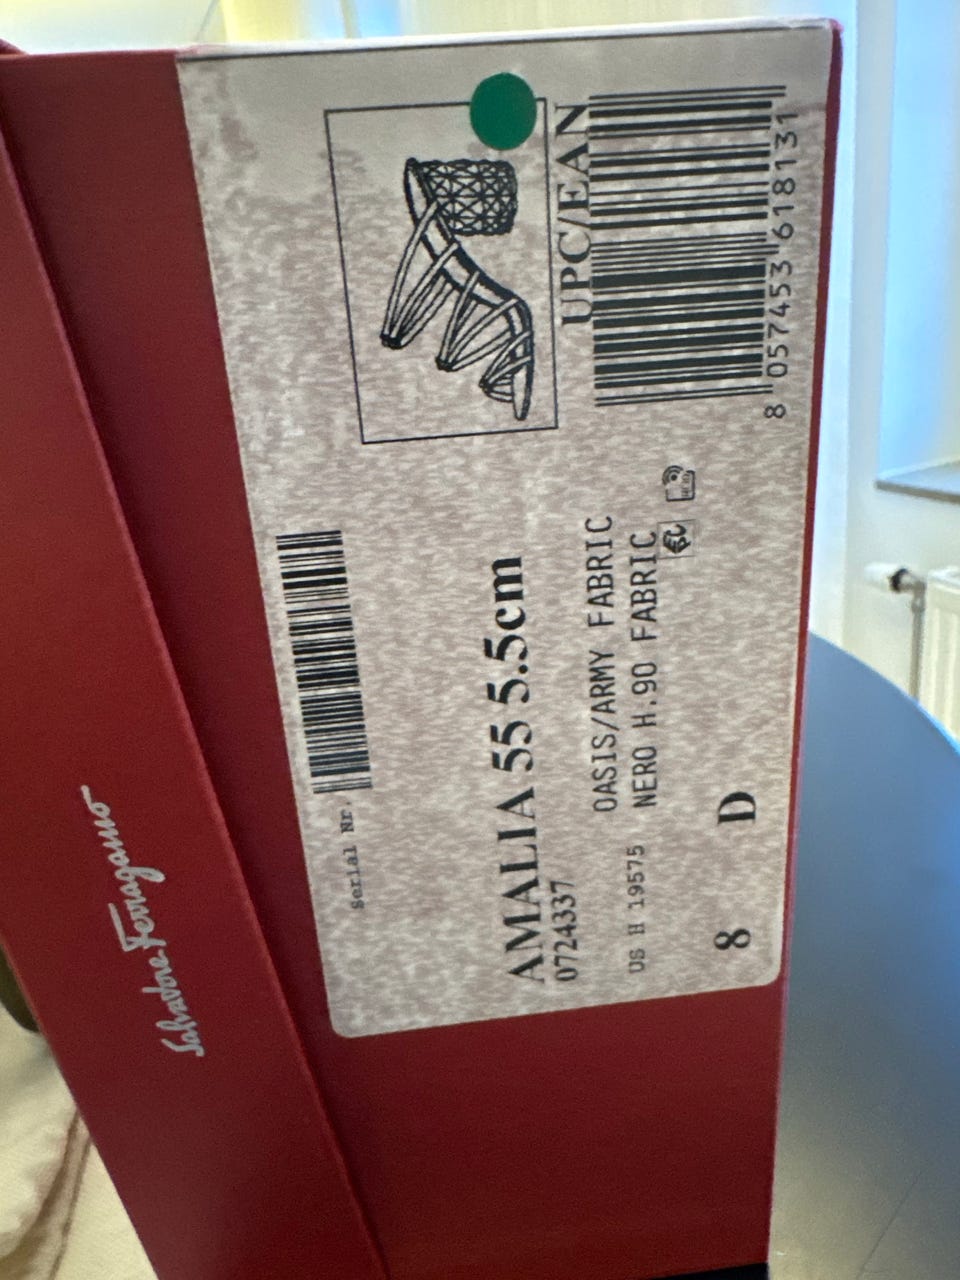 Salvatore Ferragamo
Serial Nr.
AMALIA 55 5.5cm
0724337
OASIS/ARMY FABRIC
US H 19575 NERO H.90 FABRIC
8 D
UPC/EAN
8 057453 618131